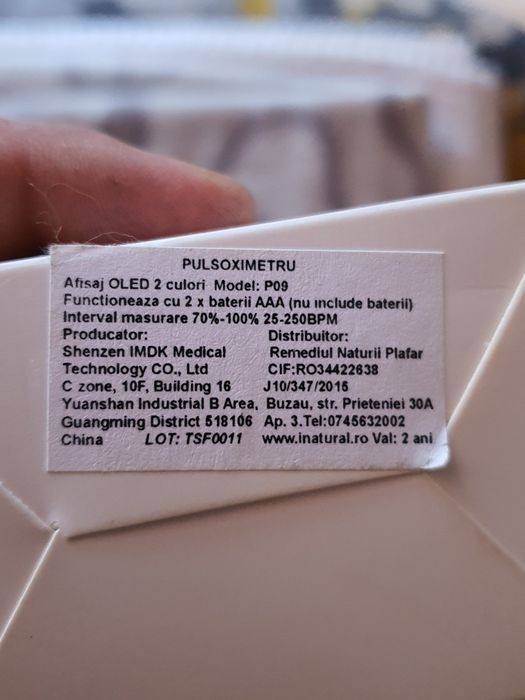 PULSOXIMETRU
Afisaj OLED 2 culori Model: P09
Functioneaza cu 2 x baterii AAA (nu include baterii)
Interval masurare 70%-100% 25-250BPM
Producator: Distribuitor:
Shenzen IMDK Medical Remediul Naturii Plafar
Technology CO., Ltd CIF:RO34422638
C zone, 10F, Building 16 J10/347/2015
Yuanshan Industrial B Area, Buzau, str. Prieteniei 30A
Guangming District 518106 Ap. 3.Tel:0745632002
China LOT: TSF0011 www.inatural.ro Val: 2 ani